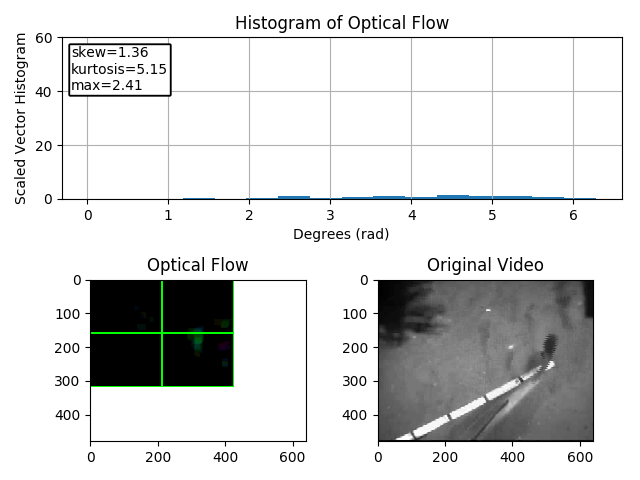 Histogram of Optical Flow
skew=1.36
kurtosis=5.15
max=2.41
Scaled Vector Histogram
60
40
20
0
0 1 2 3 4 5 6
Degrees (rad)
Optical Flow
0
100
200
300
400
0 200 400 600
Original Video
0
100
200
300
400
0 200 400 600